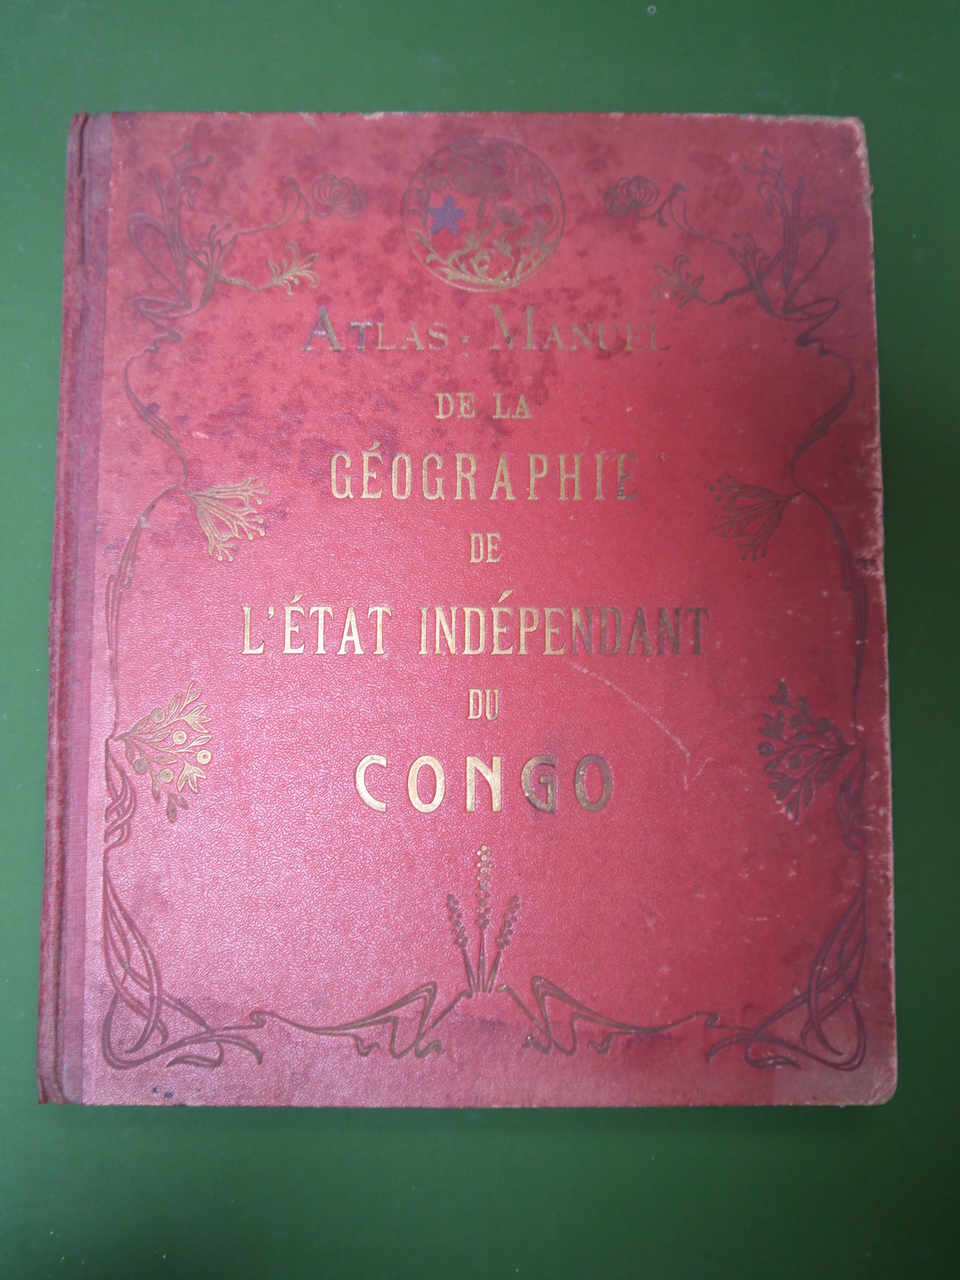 ATLAS - MANUEL
DE LA
GÉOGRAPHIE
DE
L'ÉTAT INDÉPENDANT
DU
CONGO